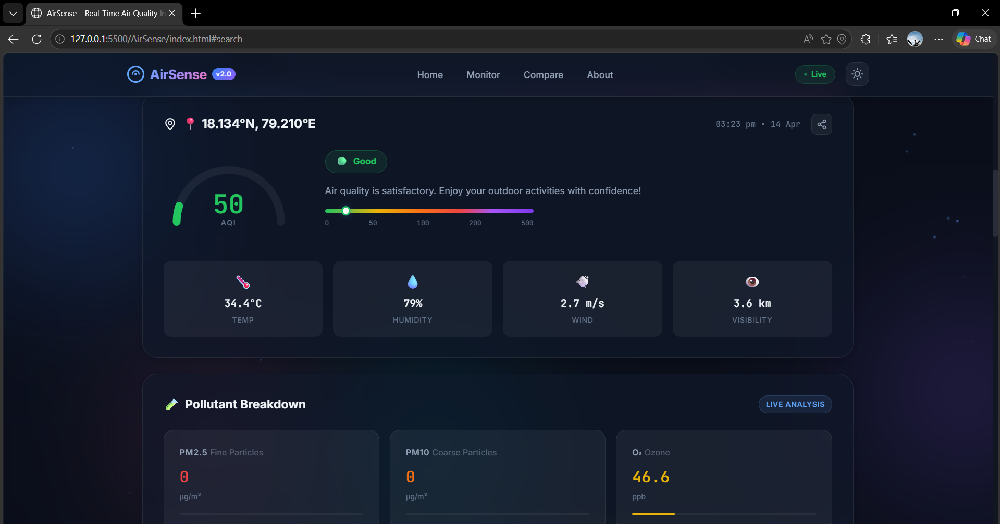 AirSense – Real-Time Air Quality In
127.0.0.1:5500/AirSense/index.html#search
Chat
AirSense v2.0
Home Monitor Compare About
Live
18.134°N, 79.210°E
03:23 pm • 14 Apr
Good
Air quality is satisfactory. Enjoy your outdoor activities with confidence!
50
AQI
0 50 100 200 500
34.4°C
TEMP
79%
HUMIDITY
2.7 m/s
WIND
3.6 km
VISIBILITY
Pollutant Breakdown
LIVE ANALYSIS
PM2.5 Fine Particles
0
µg/m³
PM10 Coarse Particles
0
µg/m³
O₃ Ozone
46.6
ppb